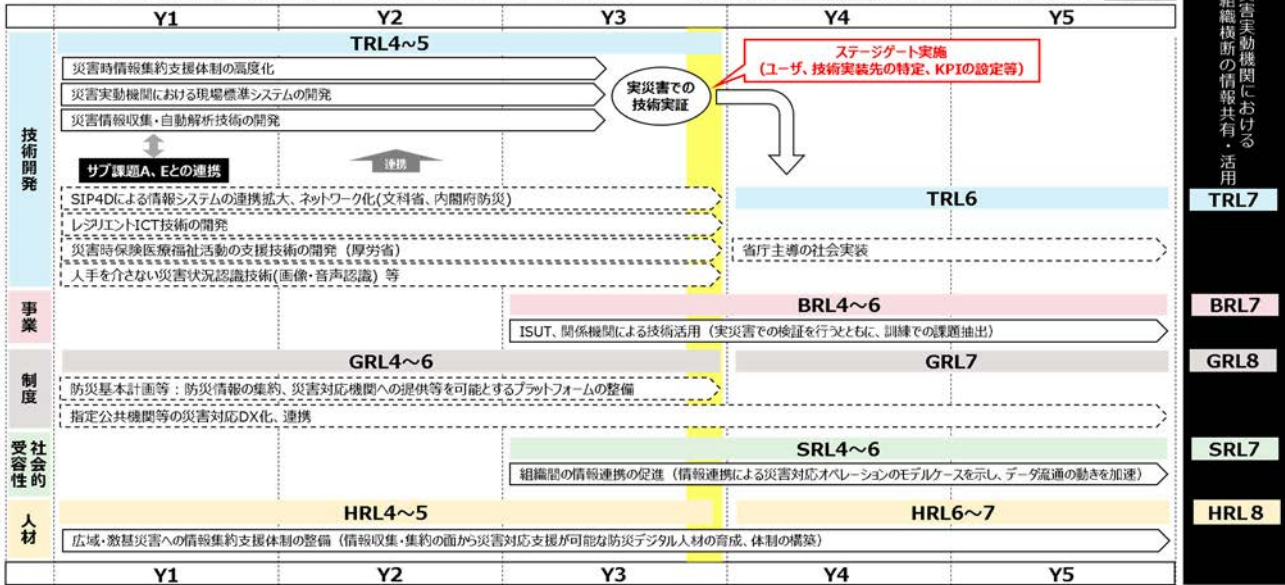 Y1 Y2 Y3 Y4 Y5
害実動機関における
組織横断の情報共有・活用
技術開発
TRL4～5
災害時情報集約支援体制の高度化
災害実動機関における現場標準システムの開発
災害情報収集・自動解析技術の開発
実災害での
技術実証
ステージゲート実施
(ユーザ、技術実装先の特定、KPIの設定等)
サブ課題A、Eとの連携
連携
SIP4Dによる情報システムの連携拡大、ネットワーク化(文科省、内閣府防災)
レジリエントICT技術の開発
災害時保険医療福祉活動の支援技術の開発（厚労省）
人手を介さない災害状況認識技術(画像・音声認識) 等
TRL6
省庁主導の社会実装
TRL7
事業
BRL4～6
ISUT、関係機関による技術活用（実災害での検証を行うとともに、訓練での課題抽出）
BRL7
制度
GRL4～6
GRL7
防災基本計画等：防災情報の集約、災害対応機関への提供等を可能とするプラットフォームの整備
指定公共機関等の災害対応DX化、連携
GRL8
社会的
受容性
SRL4～6
組織間の情報連携の促進（情報連携による災害対応オペレーションのモデルケースを示し、データ流通の動きを加速）
SRL7
人材
HRL4～5
HRL6～7
広域・激甚災害への情報集約支援体制の整備（情報収集・集約の面から災害対応支援が可能な防災デジタル人材の育成、体制の構築）
HRL8
Y1 Y2 Y3 Y4 Y5